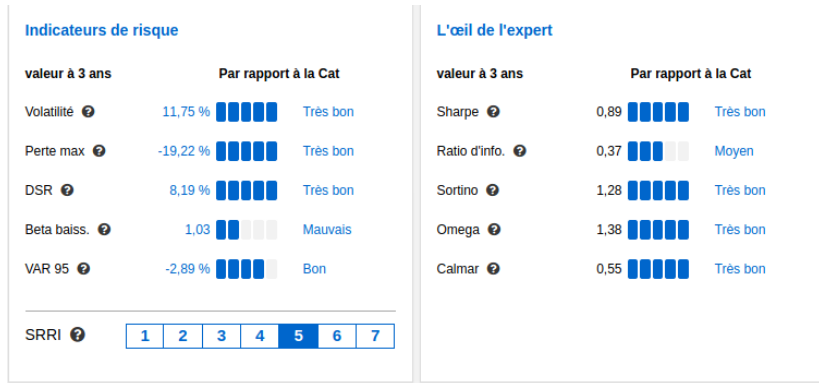 Indicateurs de risque
valeur à 3 ans Par rapport à la Cat
Volatilité ? 11,75 % Très bon
Perte max ? -19,22 % Très bon
DSR ? 8,19 % Très bon
Beta baiss. ? 1,03 Mauvais
VAR 95 ? -2,89 % Bon
SRRI ? 1 2 3 4 5 6 7
L'œil de l'expert
valeur à 3 ans Par rapport à la Cat
Sharpe ? 0,89 Très bon
Ratio d'info. ? 0,37 Moyen
Sortino ? 1,28 Très bon
Omega ? 1,38 Très bon
Calmar ? 0,55 Très bon